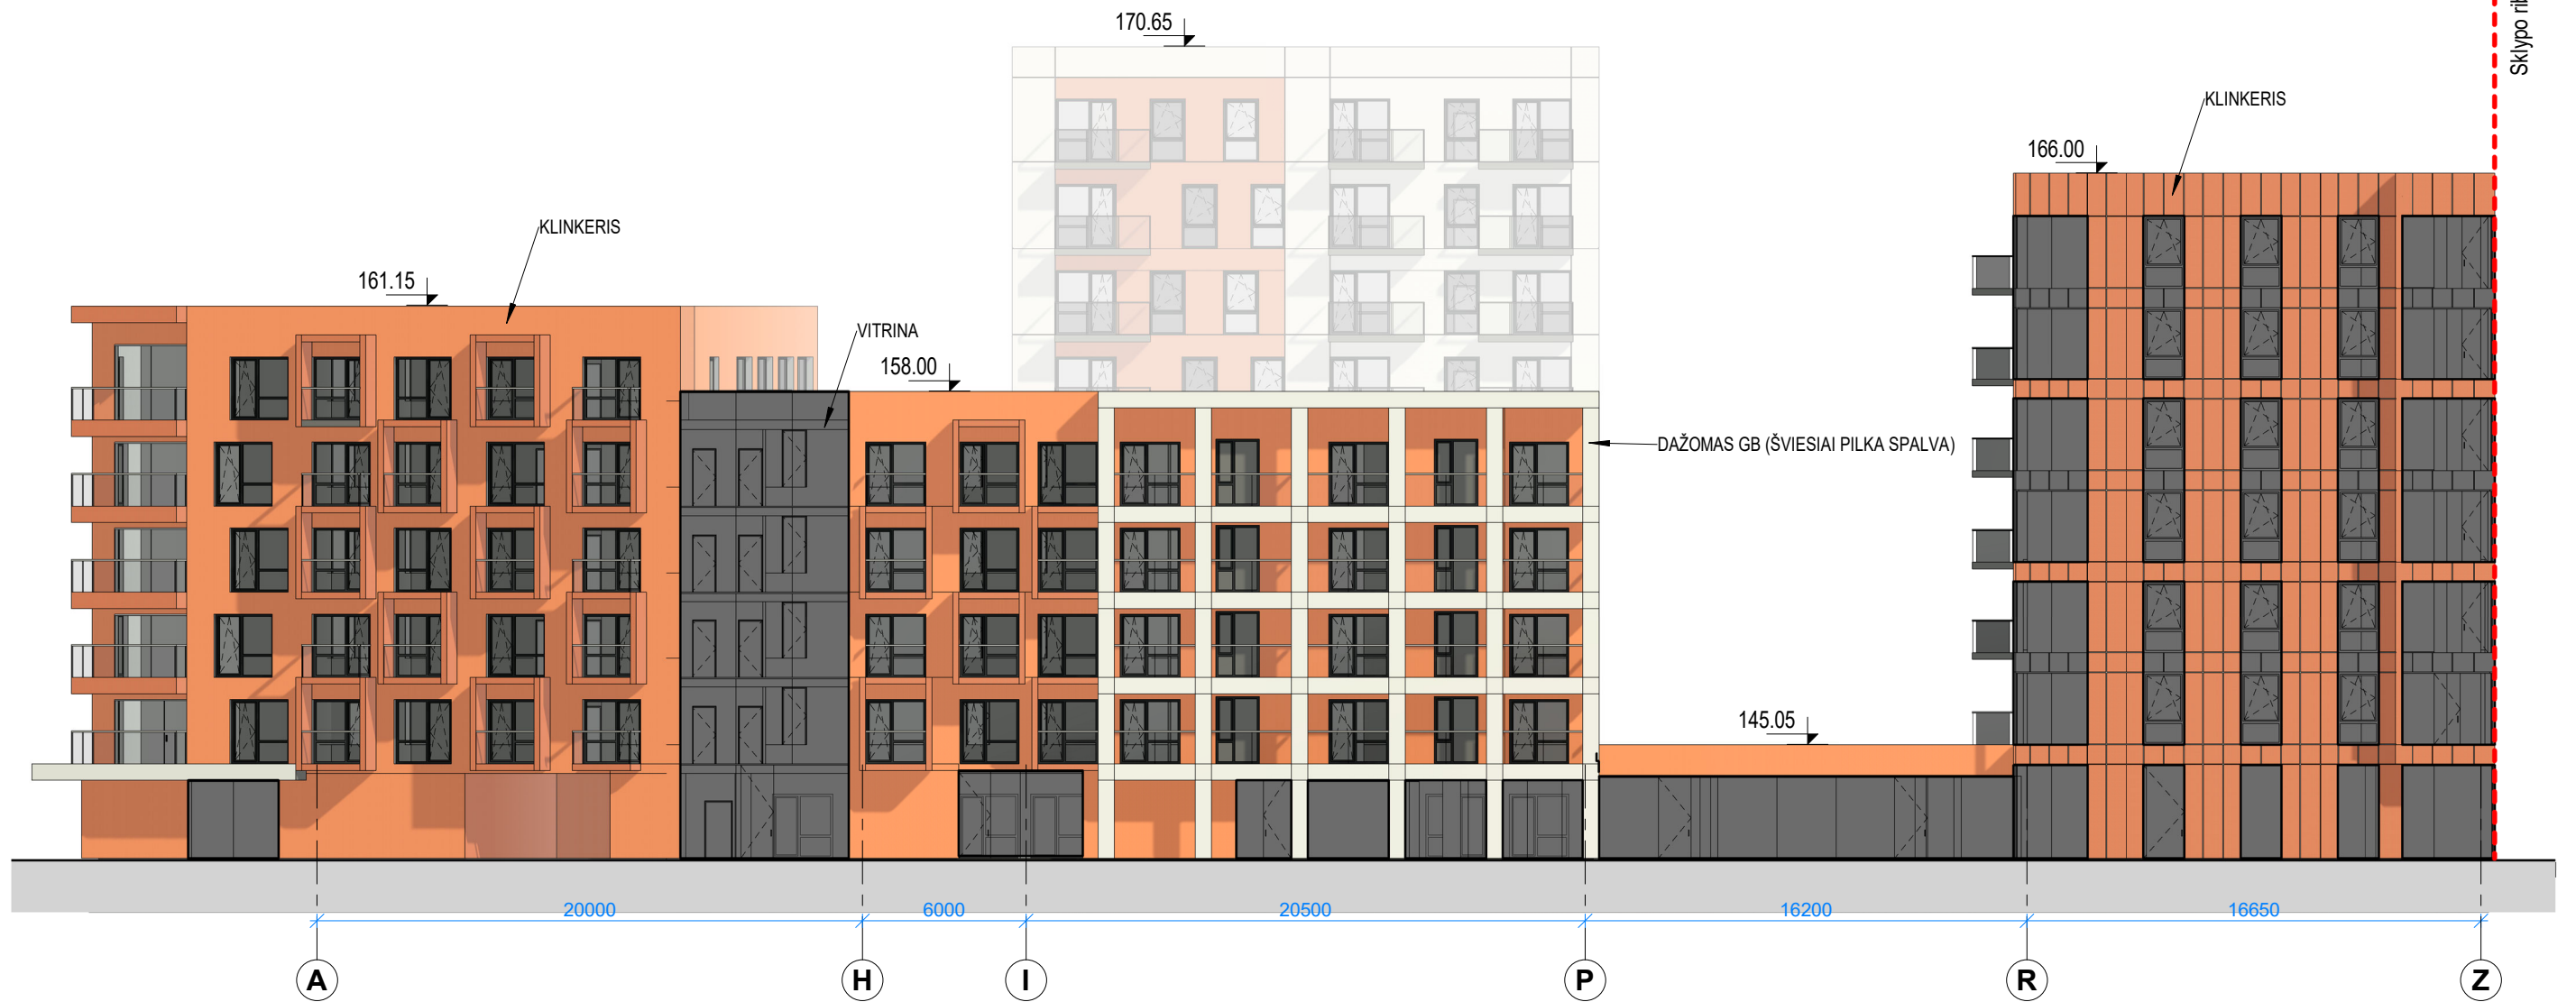 170.65
Sklypo
KLINKERIS
166.00
KLINKERIS
161.15
VITRINA
158.00
DAŽOMAS GB (ŠVIESIAI PILKA SPALVA)
145.05
20000 6000 20500 16200 16650
A H I P R Z